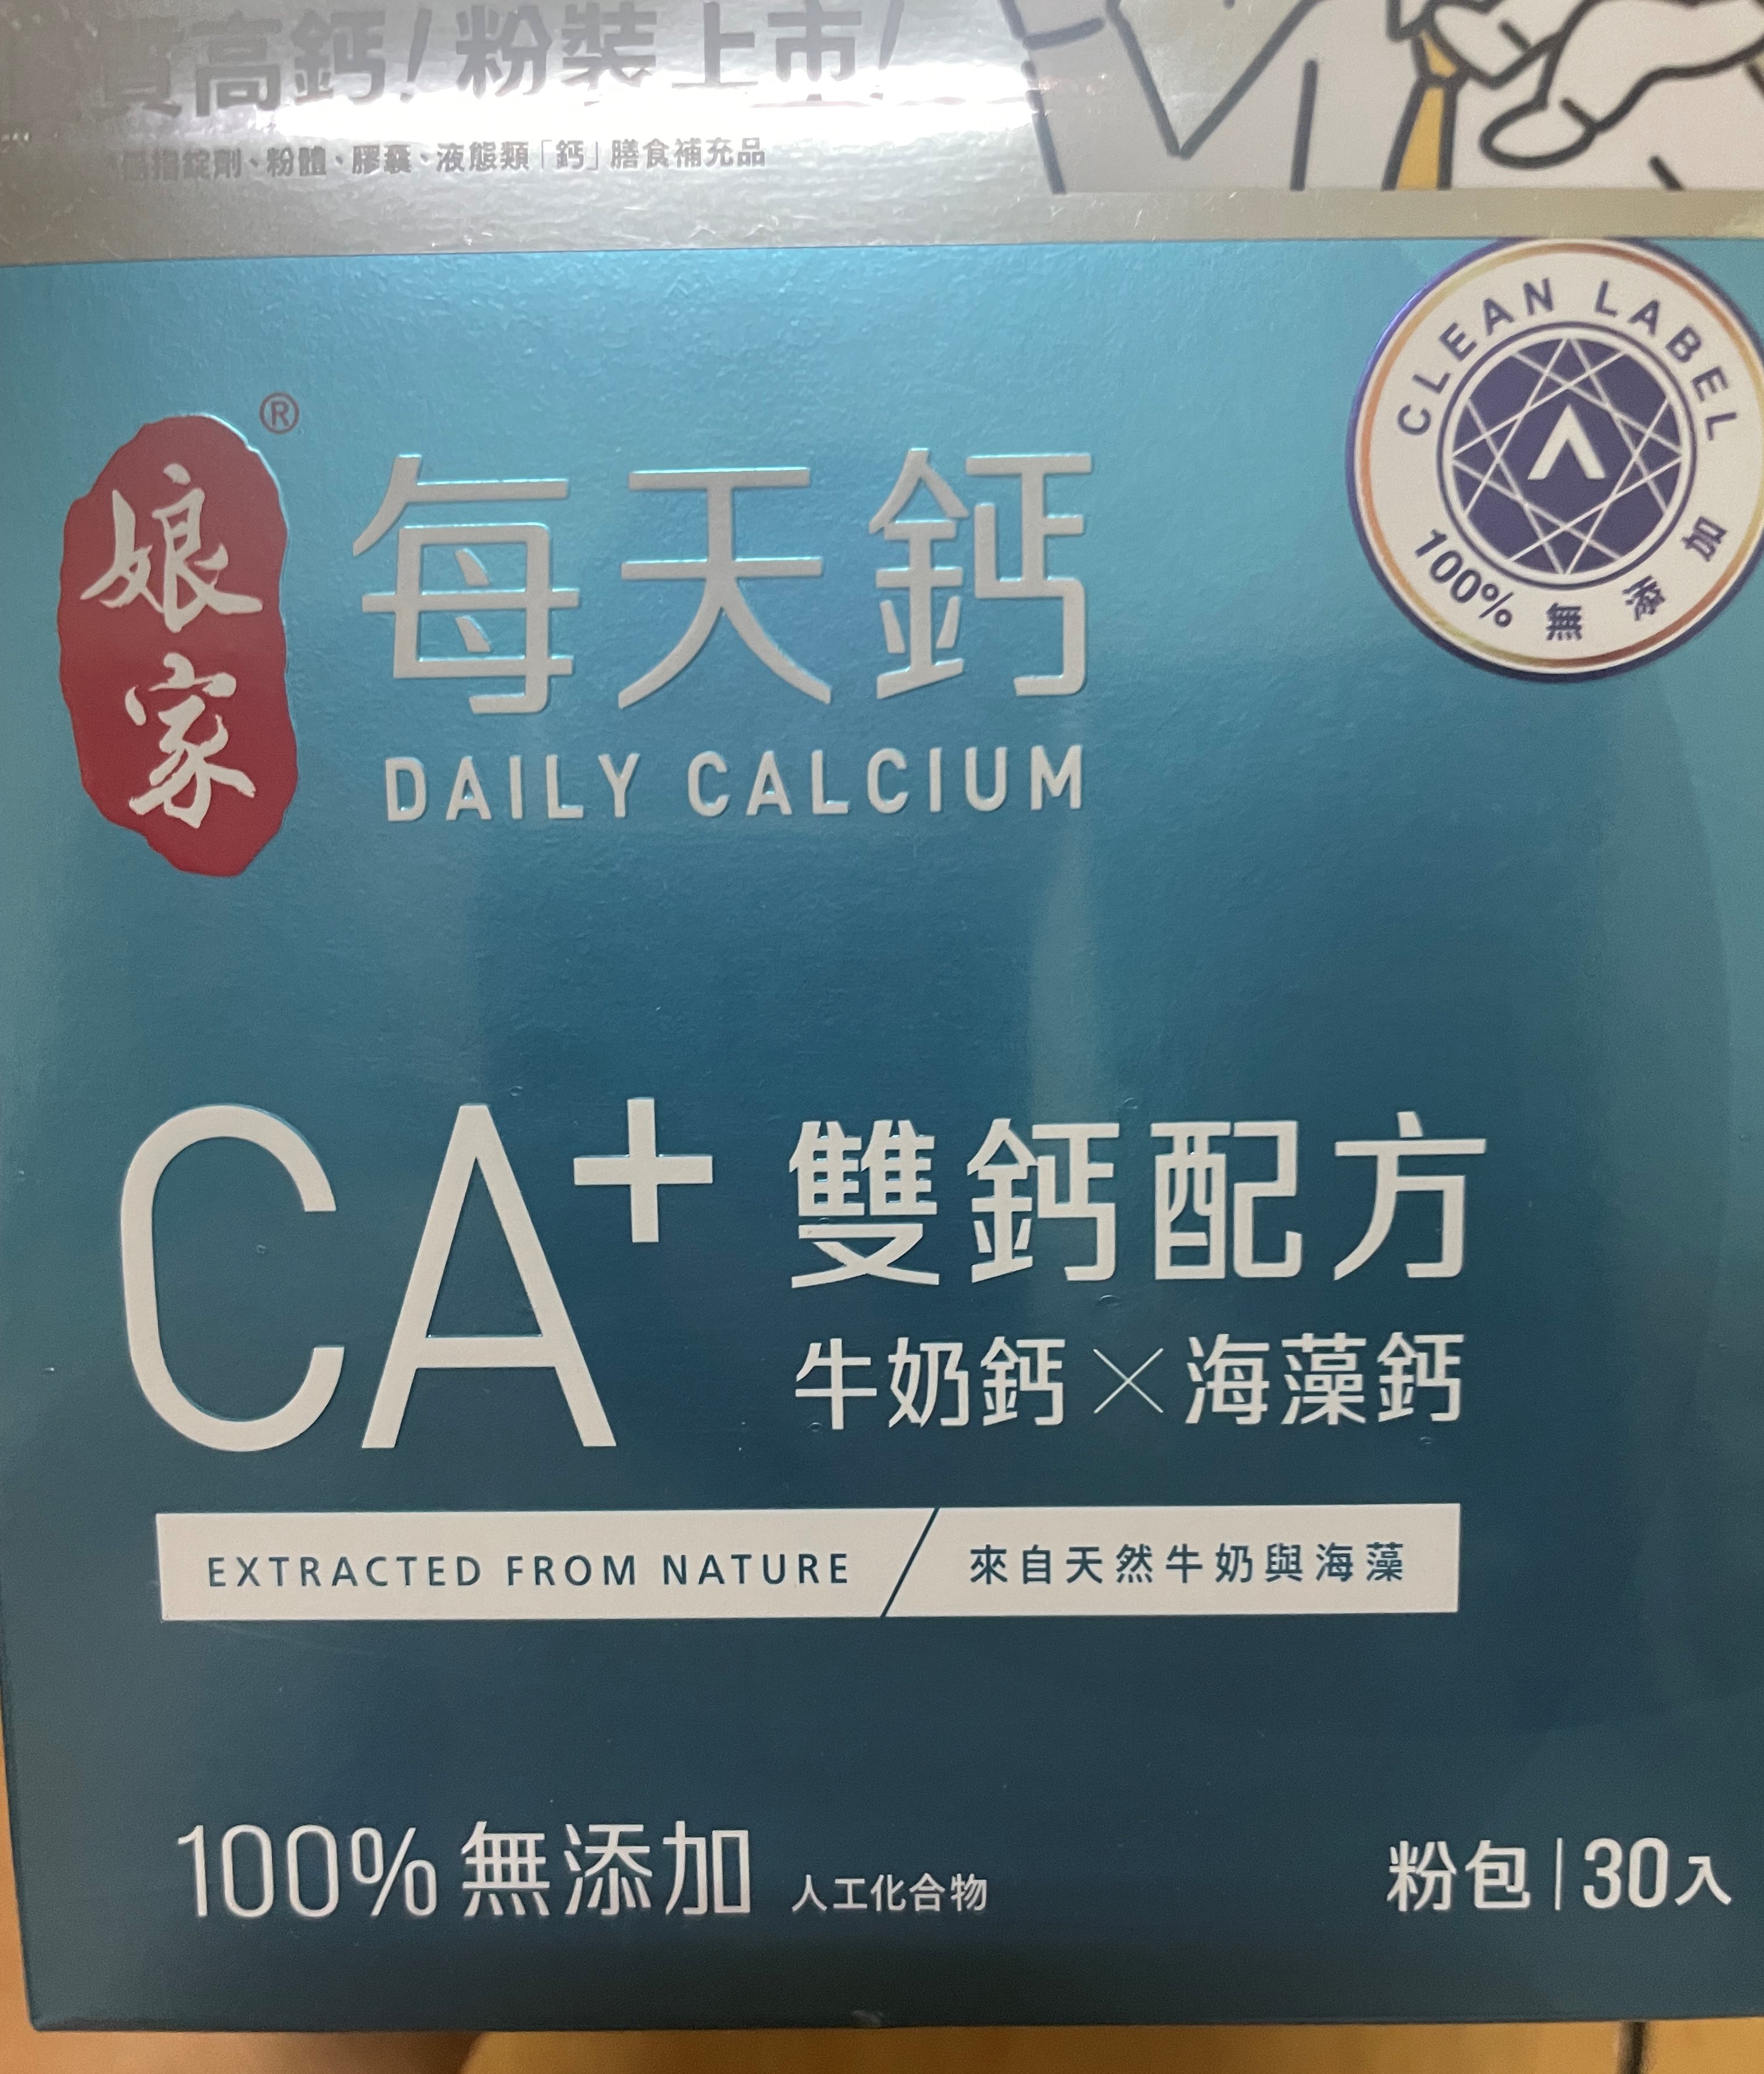 質高鈣!粉裝上市!
錠劑、粉體、膠囊、液態類「鈣」膳食補充品
CLEAN LABEL
100% 無添加
娘家®
每天鈣
DAILY CALCIUM
CA+
雙鈣配方
牛奶鈣×海藻鈣
EXTRACTED FROM NATURE / 來自天然牛奶與海藻
100%無添加 人工化合物
粉包|30入